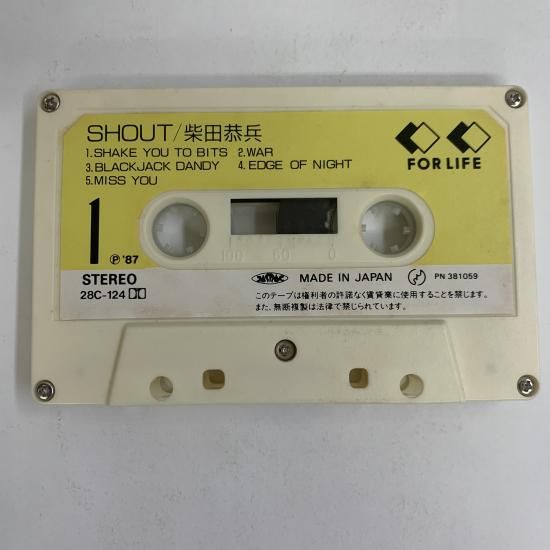 SHOUT/柴田恭兵
1.SHAKE YOU TO BITS 2.WAR
3.BLACKJACK DANDY 4.EDGE OF NIGHT
5.MISS YOU
FOR LIFE
1
℗'87
100 50 0
STEREO
28C-124
MADE IN JAPAN
PN 381059
このテープは権利者の許諾なく賃貸業に使用することを禁じます。
また、無断複製は法律で禁じられています。